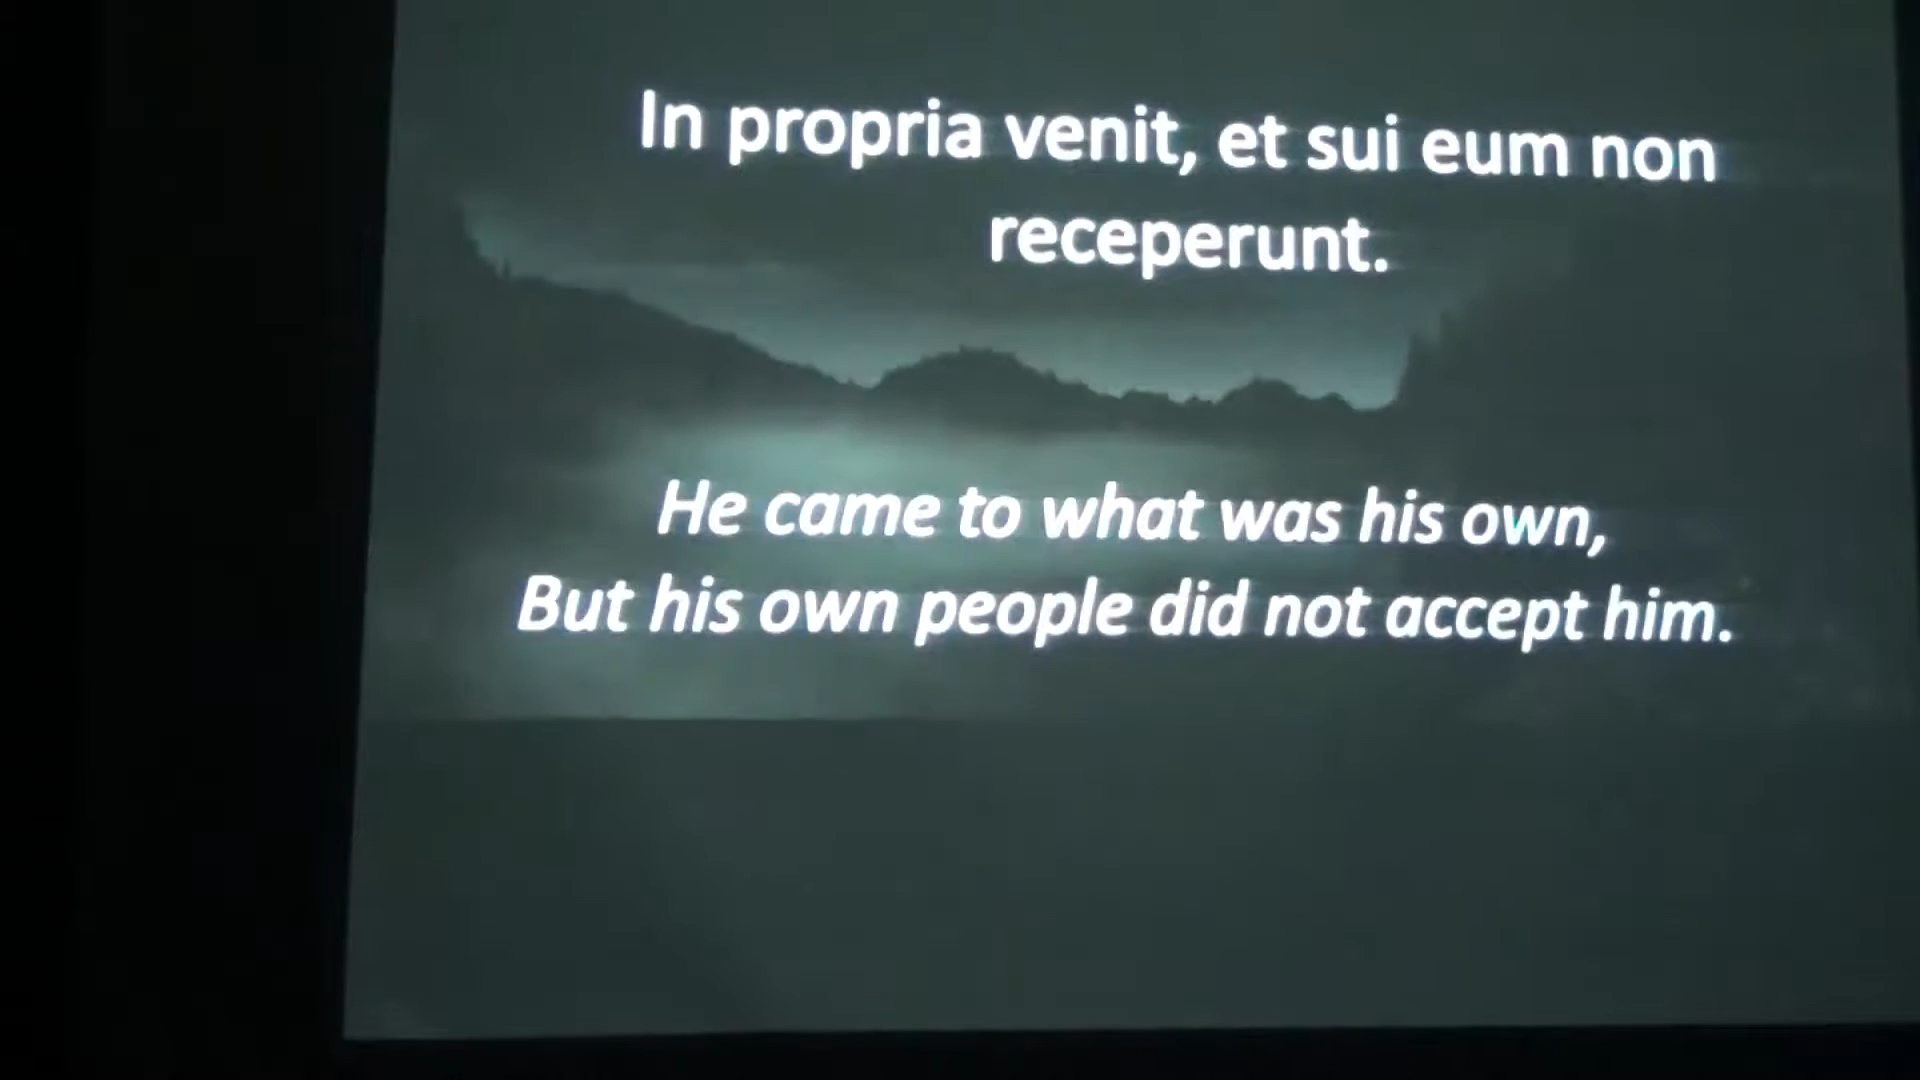 In propria venit, et sui eum non
receperunt.
He came to what was his own,
But his own people did not accept him.